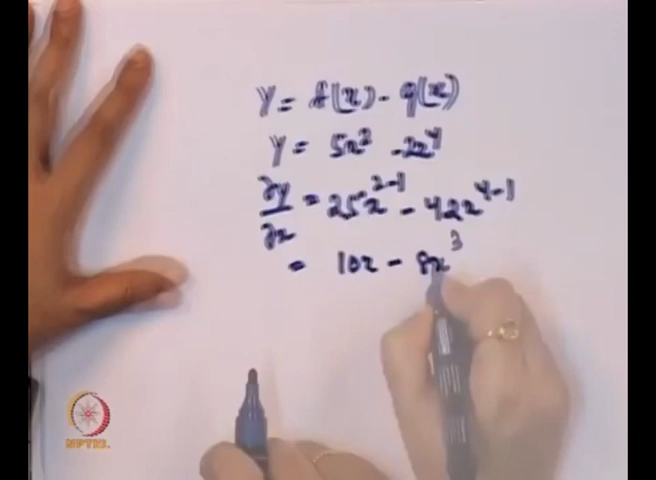 y = f(x) - g(x)
y = 5x² - 2x⁴
∂y/∂x = 2 5x²⁻¹ - 4 2x⁴⁻¹
= 10x - 8x³
NPTEL